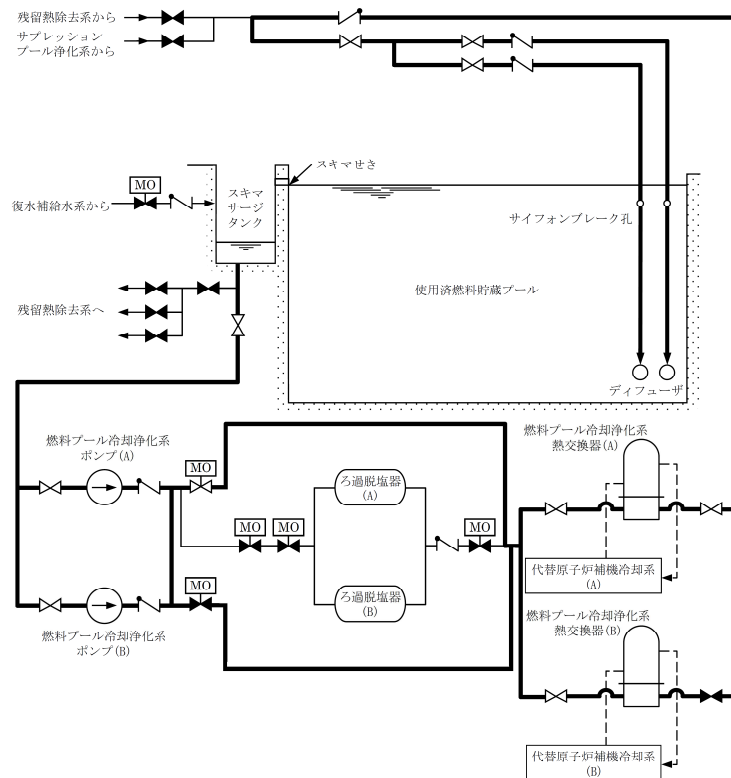 残留熱除去系から
サプレッション
プール浄化系から
スキマせき
MO
スキマ
サージ
タンク
復水補給水系から
サイフォンブレーク孔
使用済燃料貯蔵プール
残留熱除去系へ
ディフューザ
燃料プール冷却浄化系
ポンプ(A)
MO
燃料プール冷却浄化系
熱交換器(A)
ろ過脱塩器
(A)
MO
MO
MO
代替原子炉補機冷却系
(A)
MO
ろ過脱塩器
(B)
燃料プール冷却浄化系
ポンプ(B)
燃料プール冷却浄化系
熱交換器(B)
代替原子炉補機冷却系
(B)